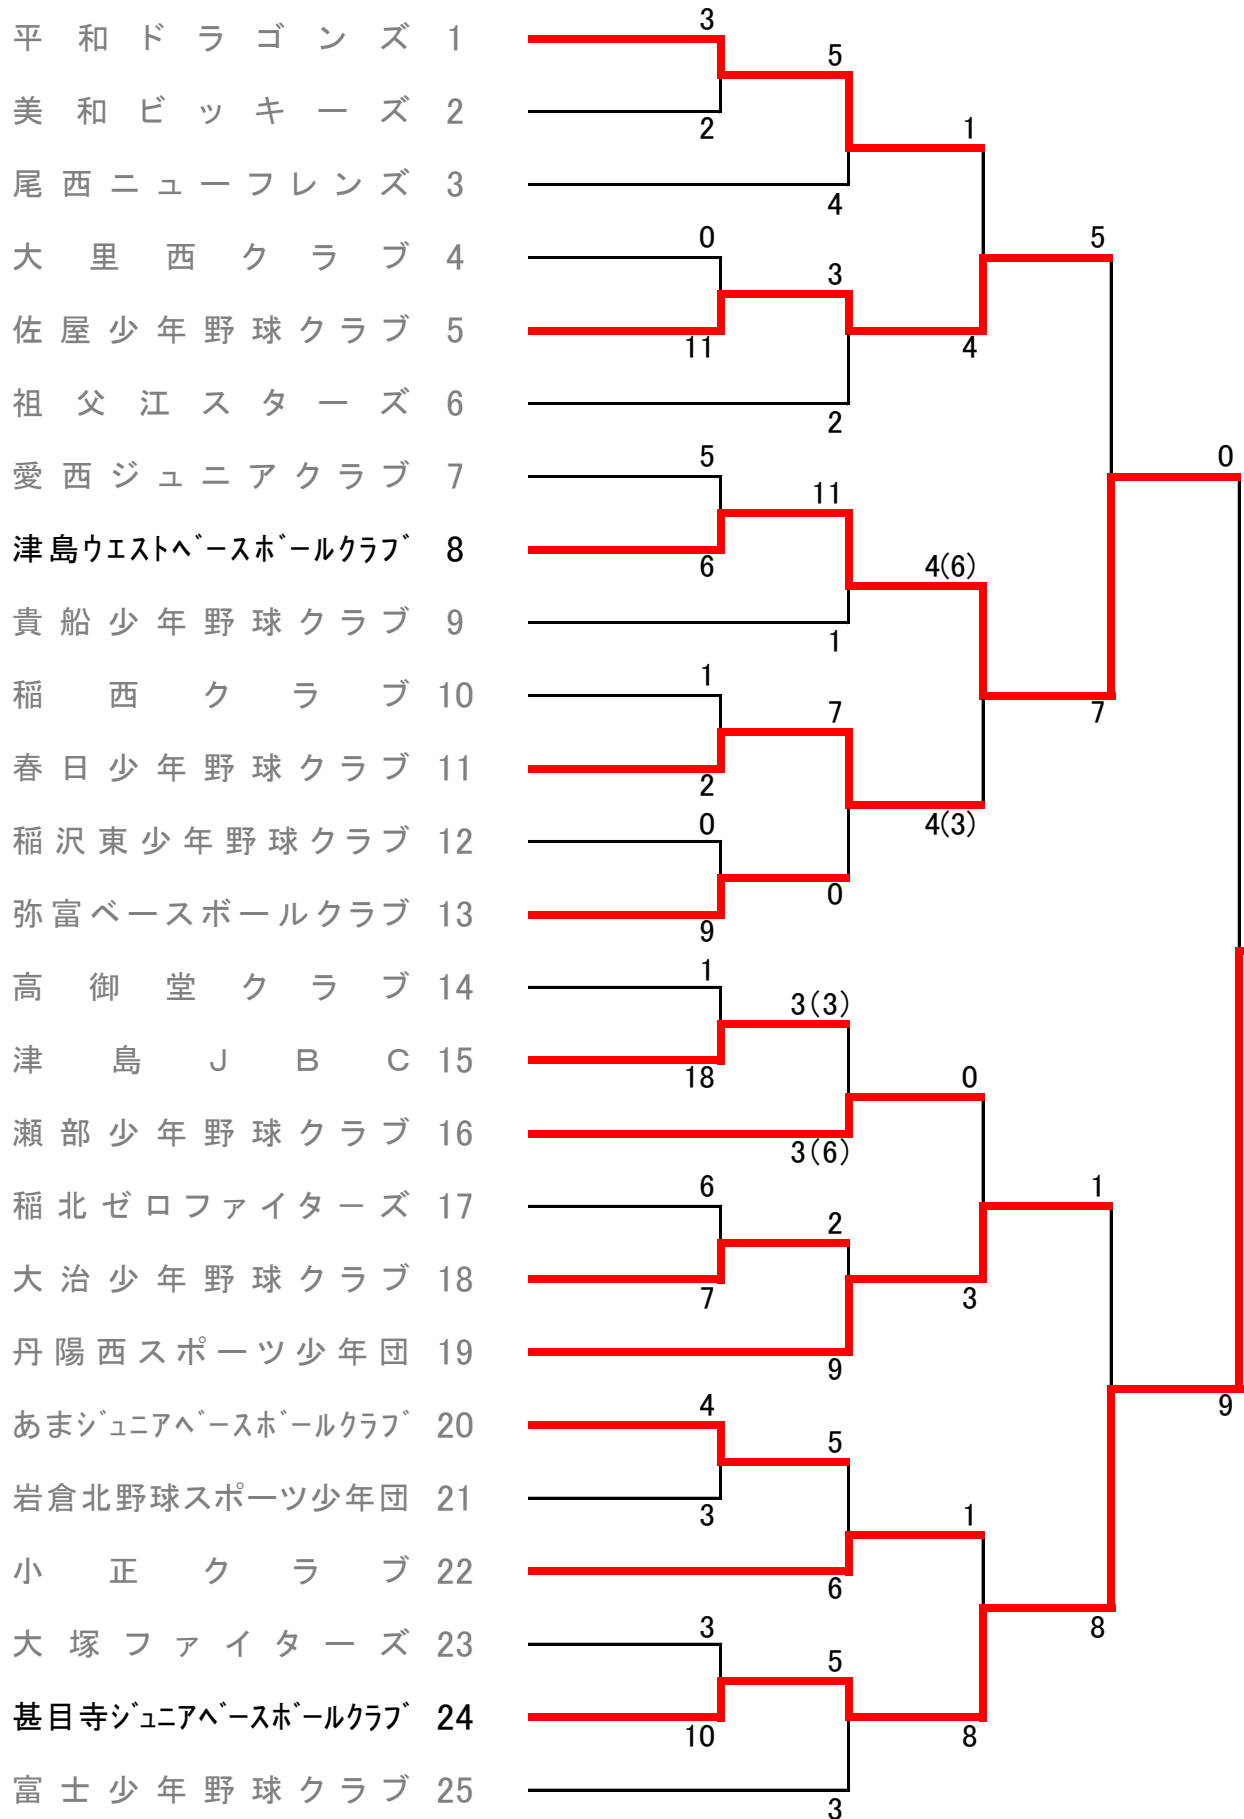 3
平和ドラゴンズ 1
5
美和ビッキーズ 2
2
1
尾西ニューフレンズ 3
4
0
5
大里西クラブ 4
3
佐屋少年野球クラブ 5
11
4
祖父江スターズ 6
2
5
0
愛西ジュニアクラブ 7
11
津島ウエストベースボールクラブ 8
6
4(6)
貴船少年野球クラブ 9
1
1
稲西クラブ 10
7
7
春日少年野球クラブ 11
2
0
4(3)
稲沢東少年野球クラブ 12
0
弥富ベースボールクラブ 13
9
1
高御堂クラブ 14
3(3)
津島JBC 15
18
0
瀬部少年野球クラブ 16
3(6)
6
1
稲北ゼロファイターズ 17
2
大治少年野球クラブ 18
7
3
丹陽西スポーツ少年団 19
9
4
9
あまジュニアベースボールクラブ 20
5
岩倉北野球スポーツ少年団 21
3
1
小正クラブ 22
6
3
8
大塚ファイターズ 23
5
甚目寺ジュニアベースボールクラブ 24
10
8
富士少年野球クラブ 25
3